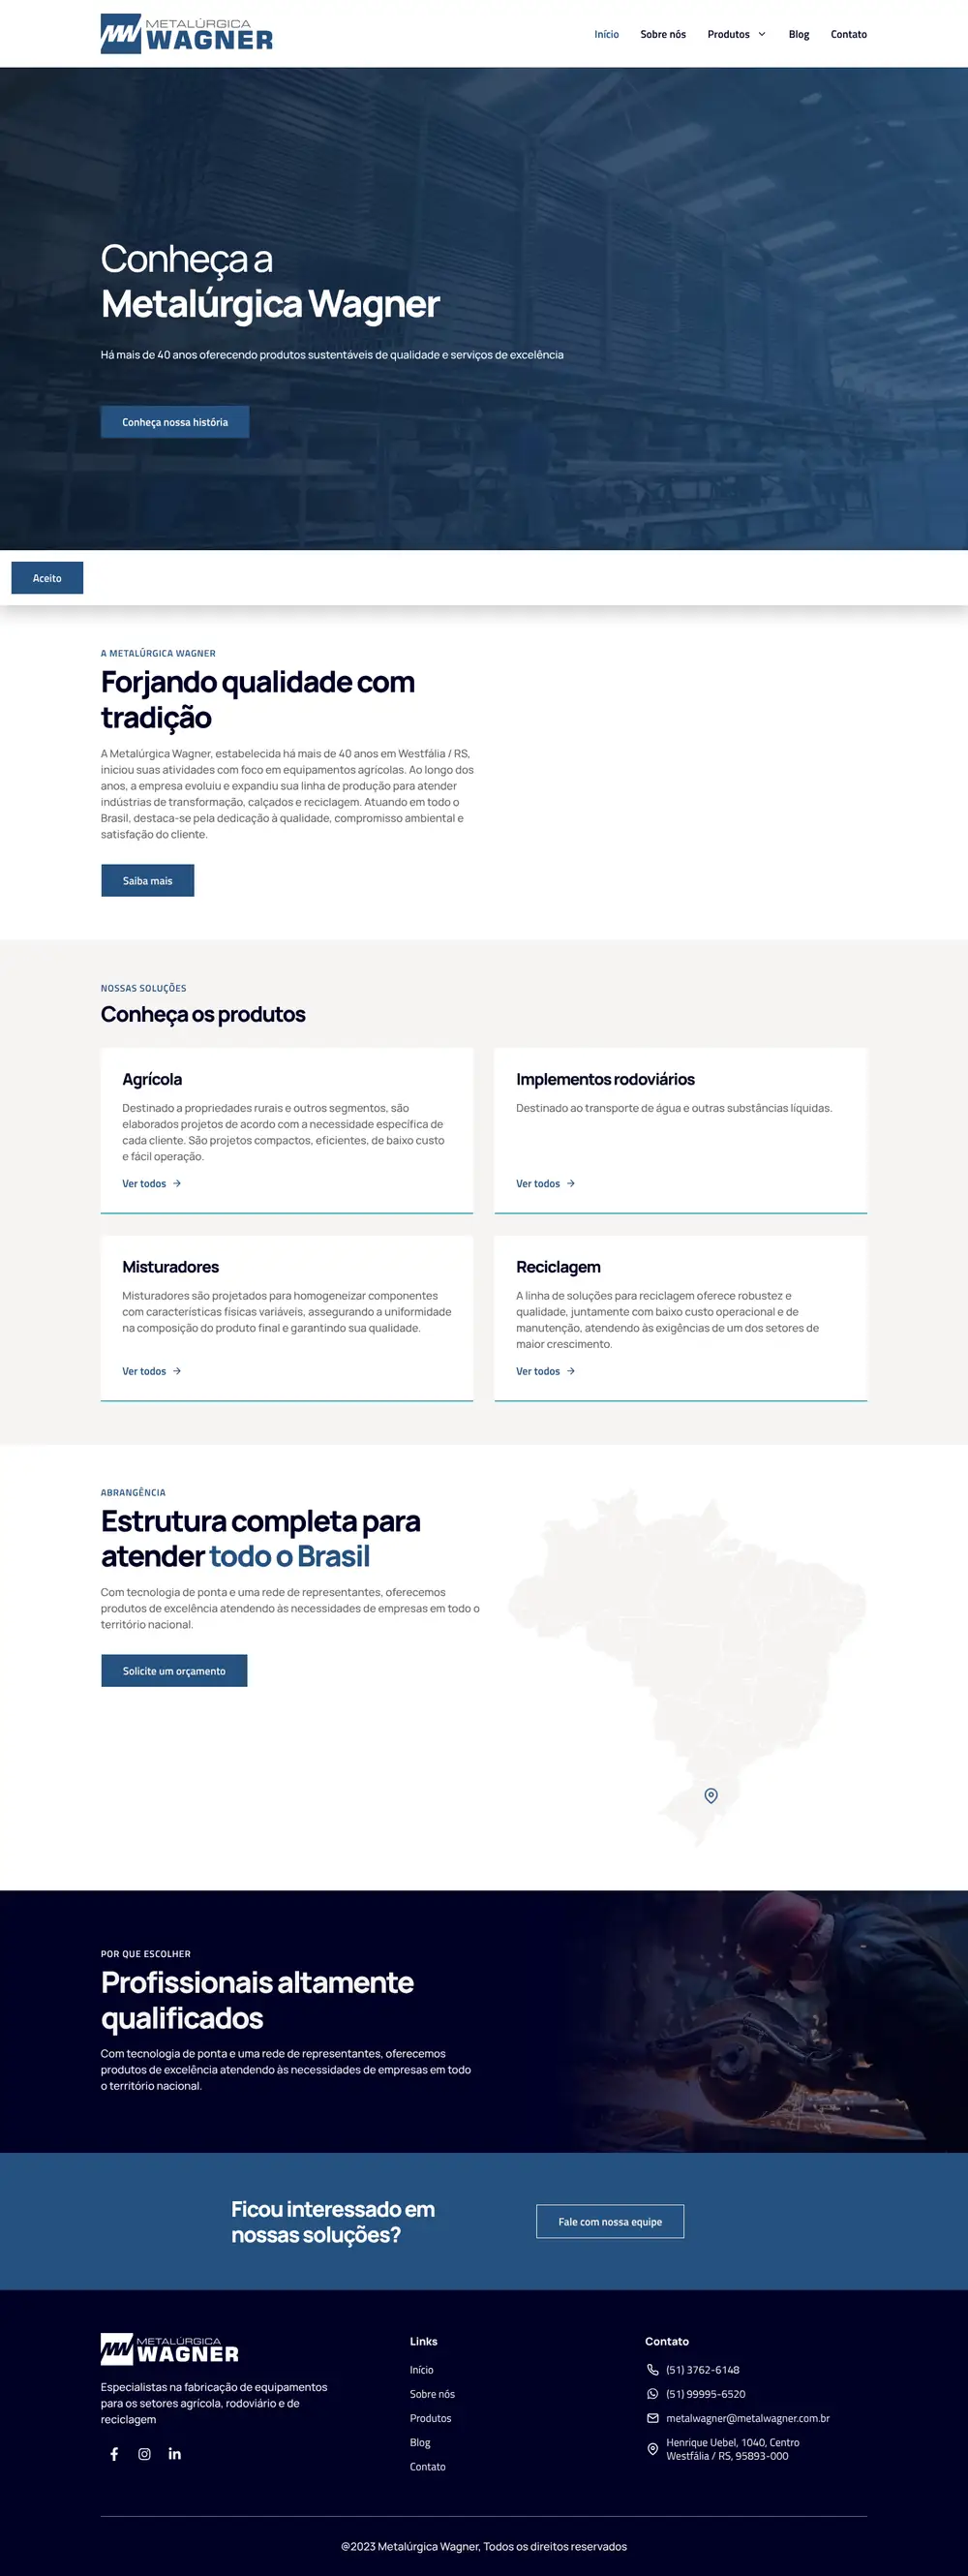 METALÚRGICA
WAGNER
Início
Sobre nós
Produtos
Blog
Contato
Conheça a
Metalúrgica Wagner
Há mais de 40 anos oferecendo produtos sustentáveis de qualidade e serviços de excelência
Conheça nossa história
Aceito
A METALÚRGICA WAGNER
Forjando qualidade com
tradição
A Metalúrgica Wagner, estabelecida há mais de 40 anos em Westfália / RS,
iniciou suas atividades com foco em equipamentos agrícolas. Ao longo dos
anos, a empresa evoluiu e expandiu sua linha de produção para atender
indústrias de transformação, calçados e reciclagem. Atuando em todo o
Brasil, destaca-se pela dedicação à qualidade, compromisso ambiental e
satisfação do cliente.
Saiba mais
NOSSAS SOLUÇÕES
Conheça os produtos
Agrícola
Destinado a propriedades rurais e outros segmentos, são
elaborados projetos de acordo com a necessidade específica de
cada cliente. São projetos compactos, eficientes, de baixo custo
e fácil operação.
Ver todos
Implementos rodoviários
Destinado ao transporte de água e outras substâncias líquidas.
Ver todos
Misturadores
Misturadores são projetados para homogeneizar componentes
com características físicas variáveis, assegurando a uniformidade
na composição do produto final e garantindo sua qualidade.
Ver todos
Reciclagem
A linha de soluções para reciclagem oferece robustez e
qualidade, juntamente com baixo custo operacional e de
manutenção, atendendo às exigências de um dos setores de
maior crescimento.
Ver todos
ABRANGÊNCIA
Estrutura completa para
atender todo o Brasil
Com tecnologia de ponta e uma rede de representantes, oferecemos
produtos de excelência atendendo às necessidades de empresas em todo o
território nacional.
Solicite um orçamento
POR QUE ESCOLHER
Profissionais altamente
qualificados
Com tecnologia de ponta e uma rede de representantes, oferecemos
produtos de excelência atendendo às necessidades de empresas em todo
o território nacional.
Ficou interessado em
nossas soluções?
Fale com nossa equipe
METALÚRGICA
WAGNER
Especialistas na fabricação de equipamentos
para os setores agrícola, rodoviário e de
reciclagem
Links
Início
Sobre nós
Produtos
Blog
Contato
Contato
(51) 3762-6148
(51) 99995-6520
metalwagner@metalwagner.com.br
Henrique Uebel, 1040, Centro
Westfália / RS, 95893-000
@2023 Metalúrgica Wagner, Todos os direitos reservados